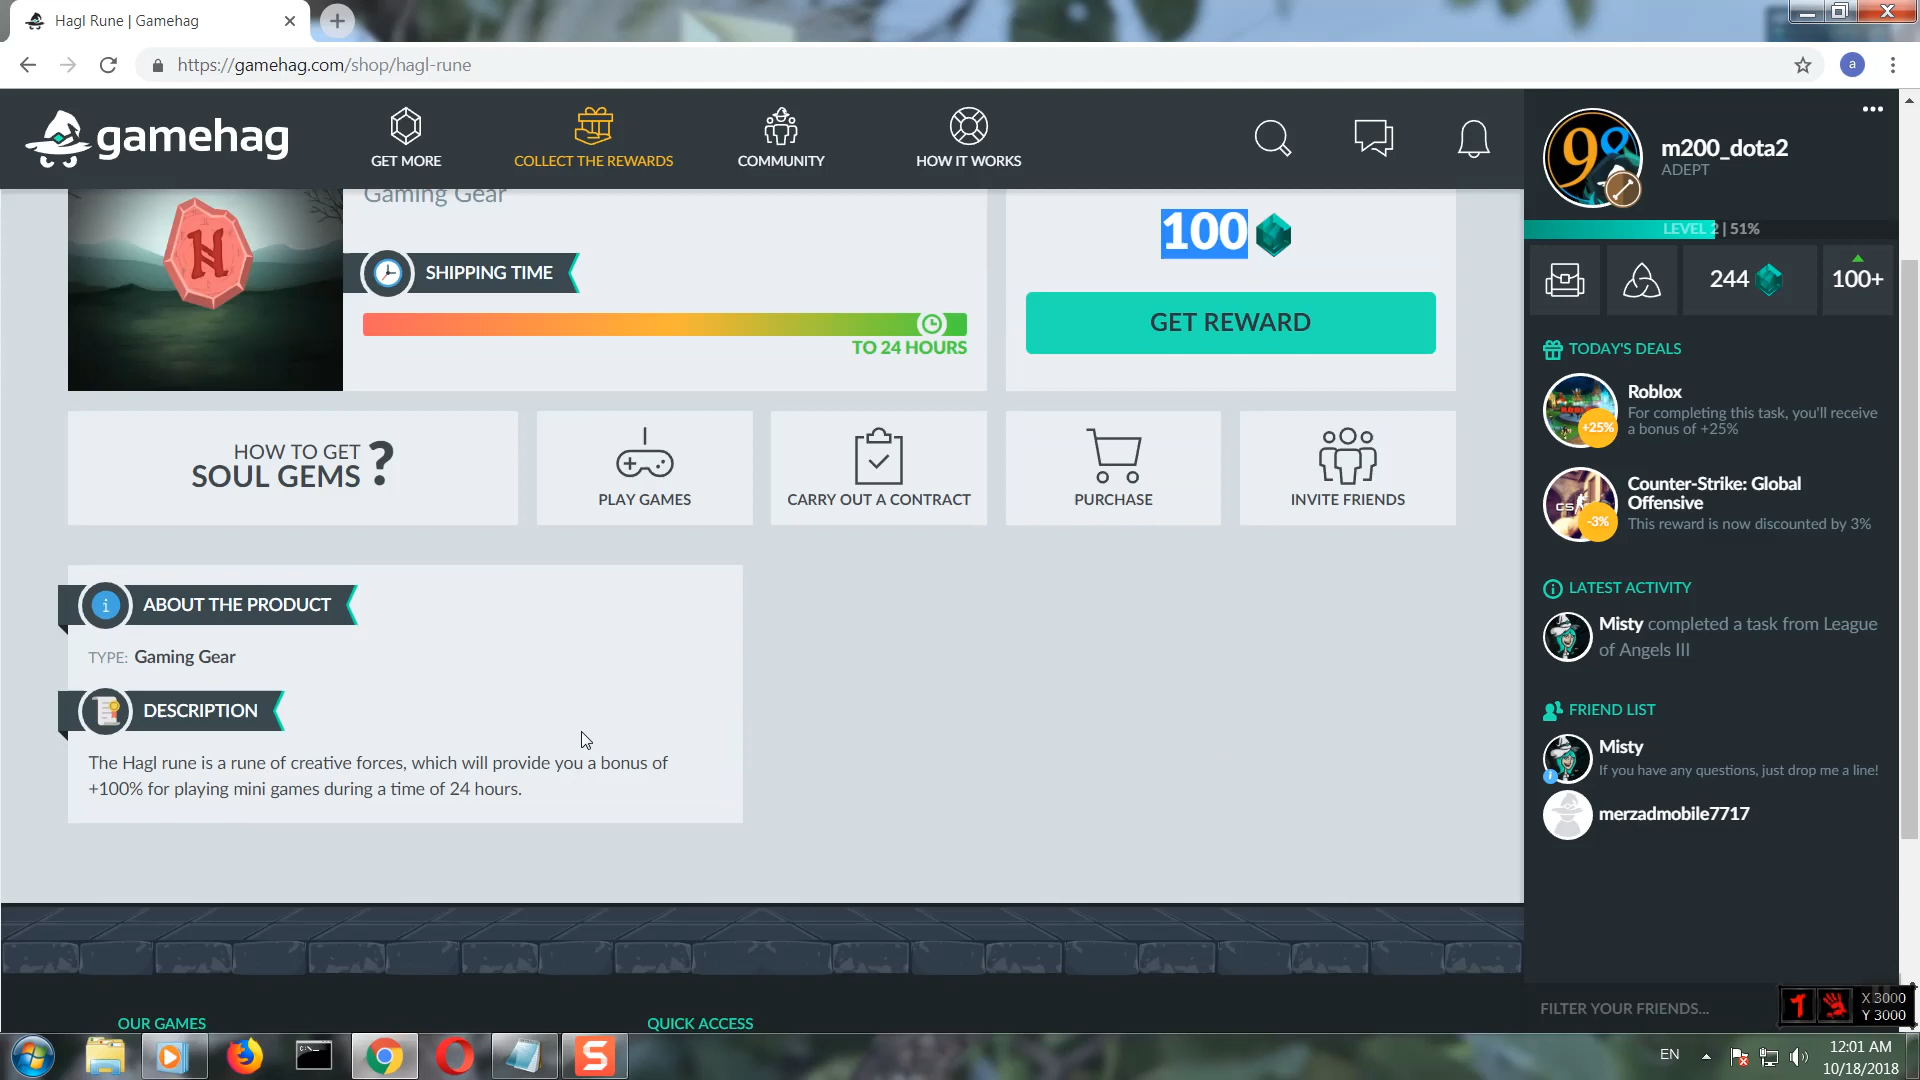 Hagl Rune | Gamehag
https://gamehag.com/shop/hagl-rune
a
gamehag
GET MORE
COLLECT THE REWARDS
COMMUNITY
HOW IT WORKS
Gaming Gear
SHIPPING TIME
TO 24 HOURS
100
GET REWARD
HOW TO GET
SOUL GEMS ?
PLAY GAMES
CARRY OUT A CONTRACT
PURCHASE
INVITE FRIENDS
ABOUT THE PRODUCT
TYPE: Gaming Gear
DESCRIPTION
The Hagl rune is a rune of creative forces, which will provide you a bonus of
+100% for playing mini games during a time of 24 hours.
OUR GAMES
QUICK ACCESS
98
m200_dota2
ADEPT
LEVEL 2 | 51%
244
100+
TODAY'S DEALS
Roblox
For completing this task, you'll receive
a bonus of +25%
+25%
Counter-Strike: Global
Offensive
This reward is now discounted by 3%
-3%
LATEST ACTIVITY
Misty completed a task from League
of Angels III
FRIEND LIST
Misty
If you have any questions, just drop me a line!
merzadmobile7717
FILTER YOUR FRIENDS...
X 3000
Y 3000
EN
12:01 AM
10/18/2018